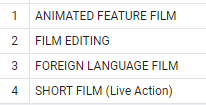 1 ANIMATED FEATURE FILM
2 FILM EDITING
3 FOREIGN LANGUAGE FILM
4 SHORT FILM (Live Action)